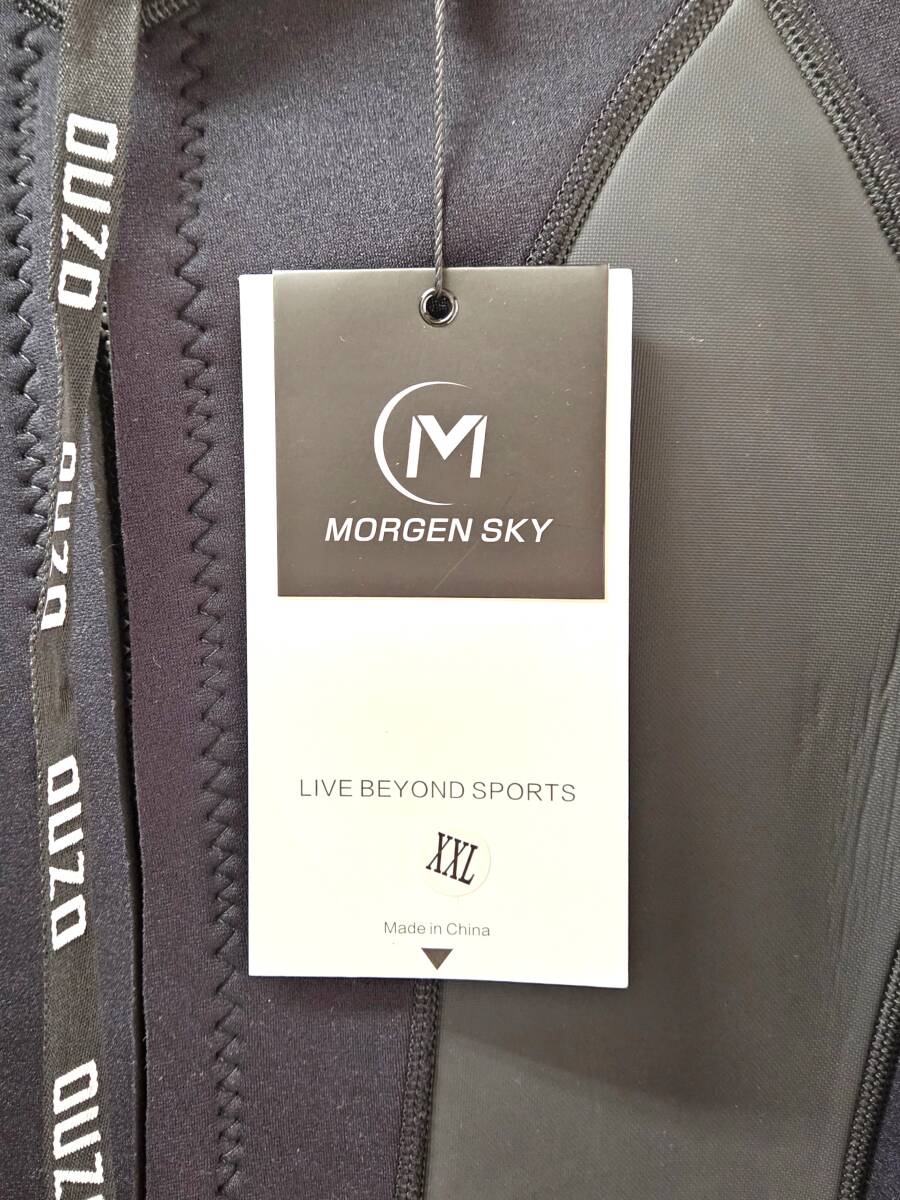 OUZO
OUZO
OUZO
OUZO
M
MORGEN SKY
LIVE BEYOND SPORTS
XXL
Made in China